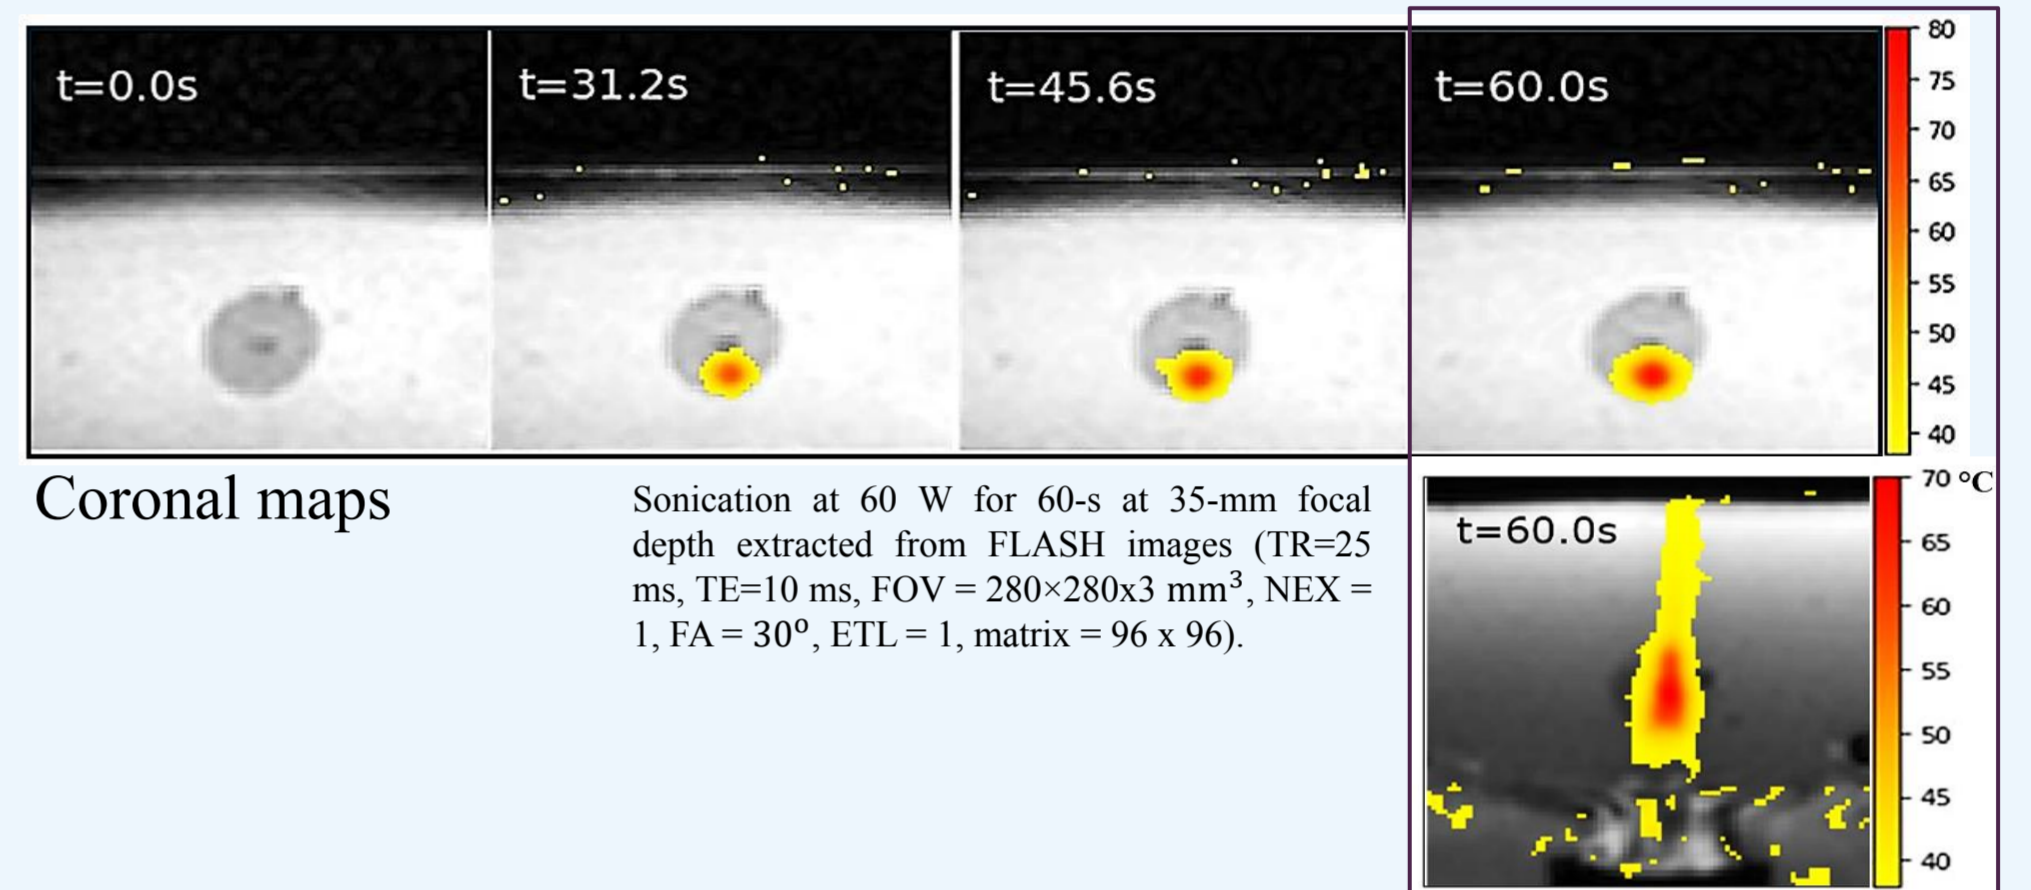 t=0.0s
t=31.2s
t=45.6s
t=60.0s
80
75
70
65
60
55
50
45
40
Coronal maps
Sonication at 60 W for 60-s at 35-mm focal
depth extracted from FLASH images (TR=25
ms, TE=10 ms, FOV = 280×280x3 mm³, NEX =
1, FA = 30⁰, ETL = 1, matrix = 96 x 96).
t=60.0s
70 °C
65
60
55
50
45
40